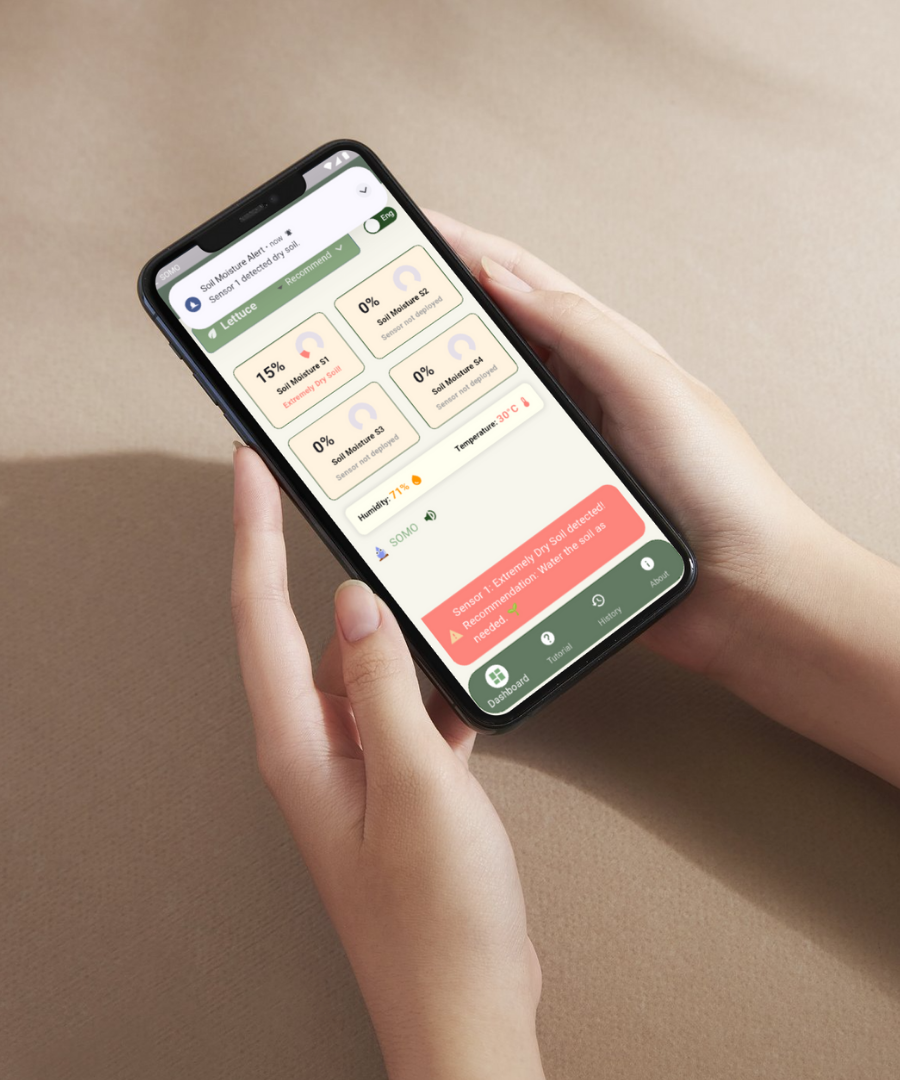 SOMO
Soil Moisture Alert • now
Sensor 1 detected dry soil.
Eng
Lettuce
Recommend
15%
Soil Moisture S1
Extremely Dry Soil!
0%
Soil Moisture S2
Sensor not deployed
0%
Soil Moisture S3
Sensor not deployed
0%
Soil Moisture S4
Sensor not deployed
Humidity: 71%
Temperature: 30°C
SOMO
Sensor 1: Extremely Dry Soil detected!
Recommendation: Water the soil as
needed.
Dashboard
Tutorial
History
About